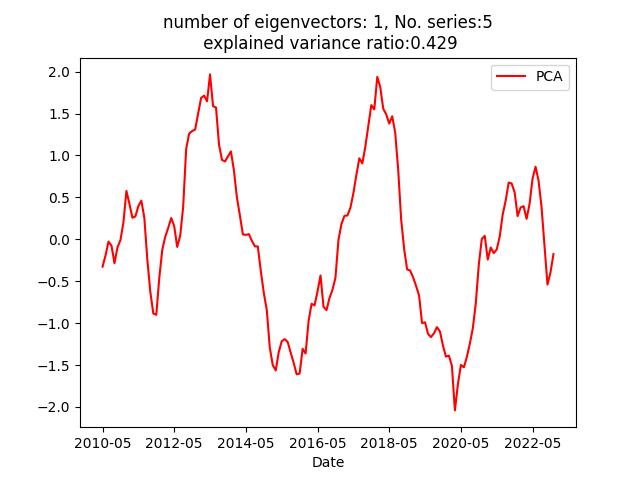 number of eigenvectors: 1, No. series:5
explained variance ratio:0.429
PCA
2.0
1.5
1.0
0.5
0.0
−0.5
−1.0
−1.5
−2.0
2010-05 2012-05 2014-05 2016-05 2018-05 2020-05 2022-05
Date